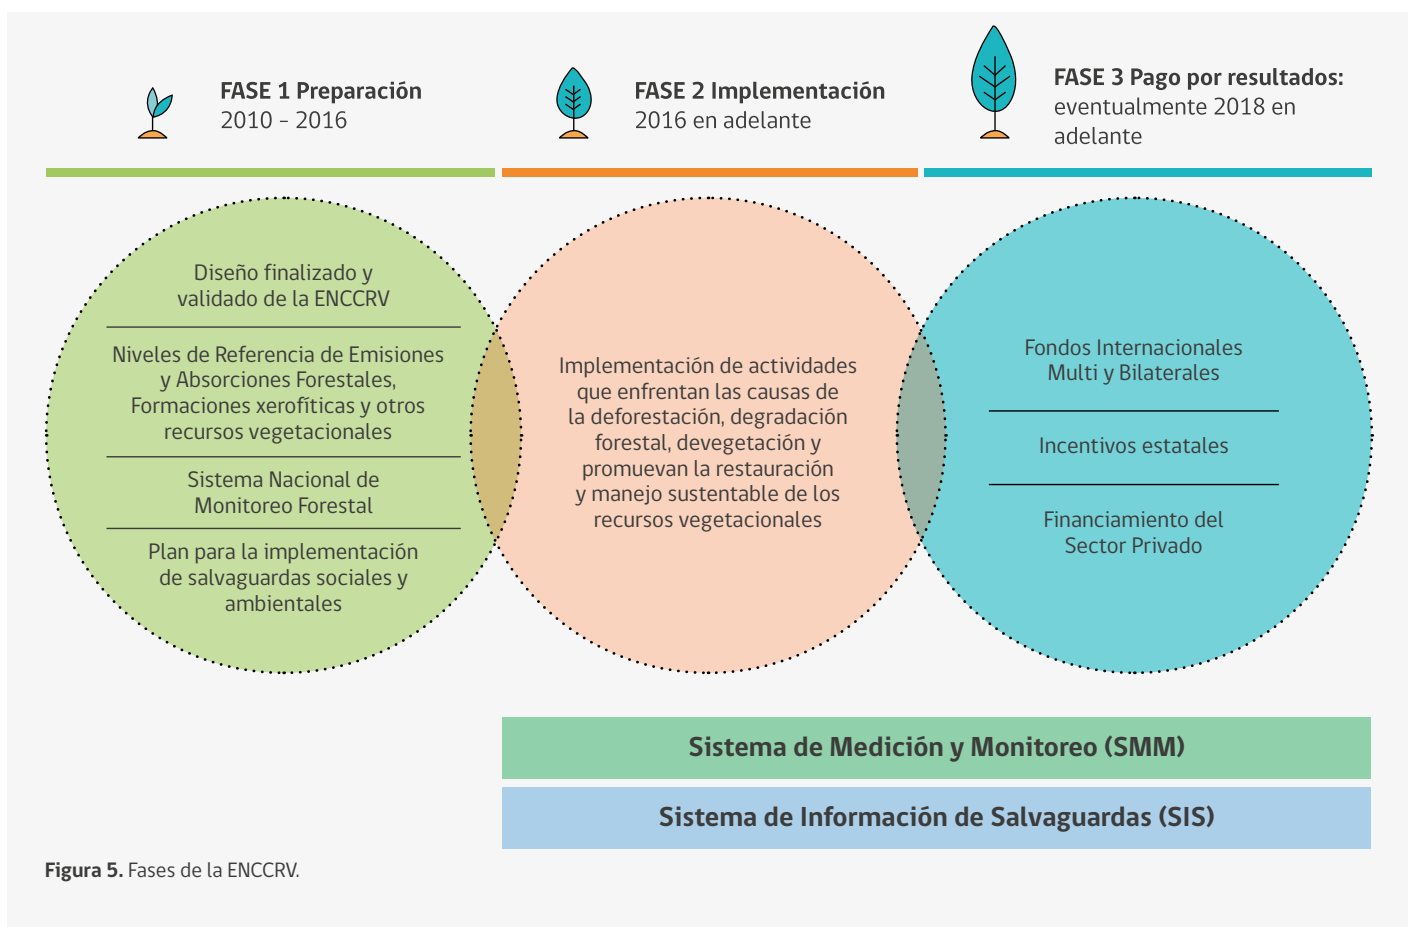 FASE 1 Preparación
2010 - 2016
FASE 2 Implementación
2016 en adelante
FASE 3 Pago por resultados:
eventualmente 2018 en
adelante
Diseño finalizado y
validado de la ENCCRV
Niveles de Referencia de Emisiones
y Absorciones Forestales,
Formaciones xerofíticas y otros
recursos vegetacionales
Sistema Nacional de
Monitoreo Forestal
Plan para la implementación
de salvaguardas sociales y
ambientales
Implementación de actividades
que enfrentan las causas de
la deforestación, degradación
forestal, devegetación y
promuevan la restauración
y manejo sustentable de los
recursos vegetacionales
Fondos Internacionales
Multi y Bilaterales
Incentivos estatales
Financiamiento del
Sector Privado
Sistema de Medición y Monitoreo (SMM)
Sistema de Información de Salvaguardas (SIS)
Figura 5. Fases de la ENCCRV.